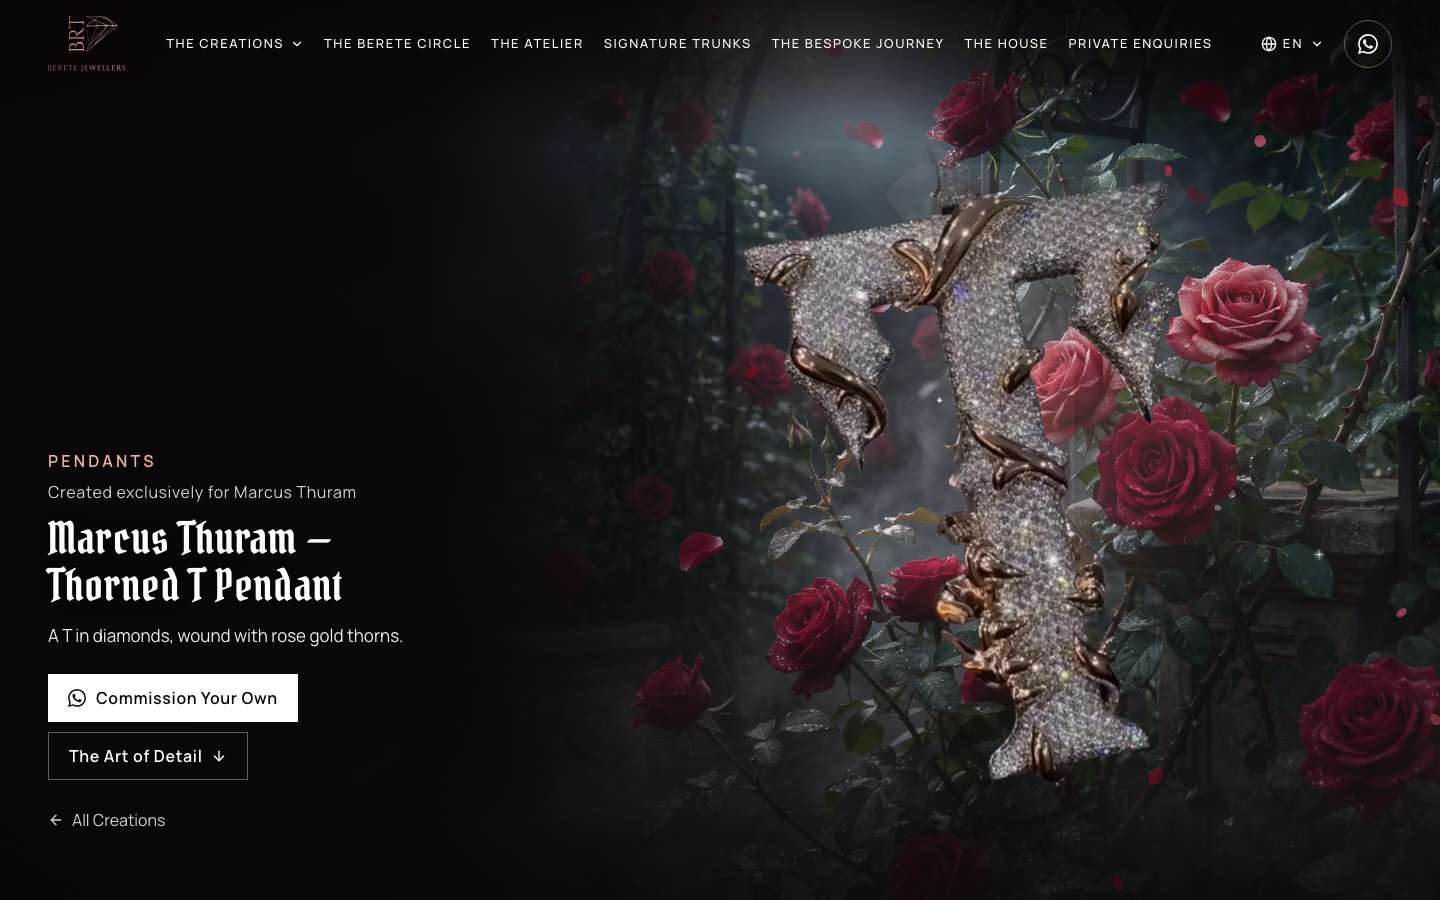 BRT
BERETE JEWELLERS
THE CREATIONS
THE BERETE CIRCLE
THE ATELIER
SIGNATURE TRUNKS
THE BESPOKE JOURNEY
THE HOUSE
PRIVATE ENQUIRIES
EN
PENDANTS
Created exclusively for Marcus Thuram
Marcus Thuram –
Thorned T Pendant
A T in diamonds, wound with rose gold thorns.
Commission Your Own
The Art of Detail
All Creations